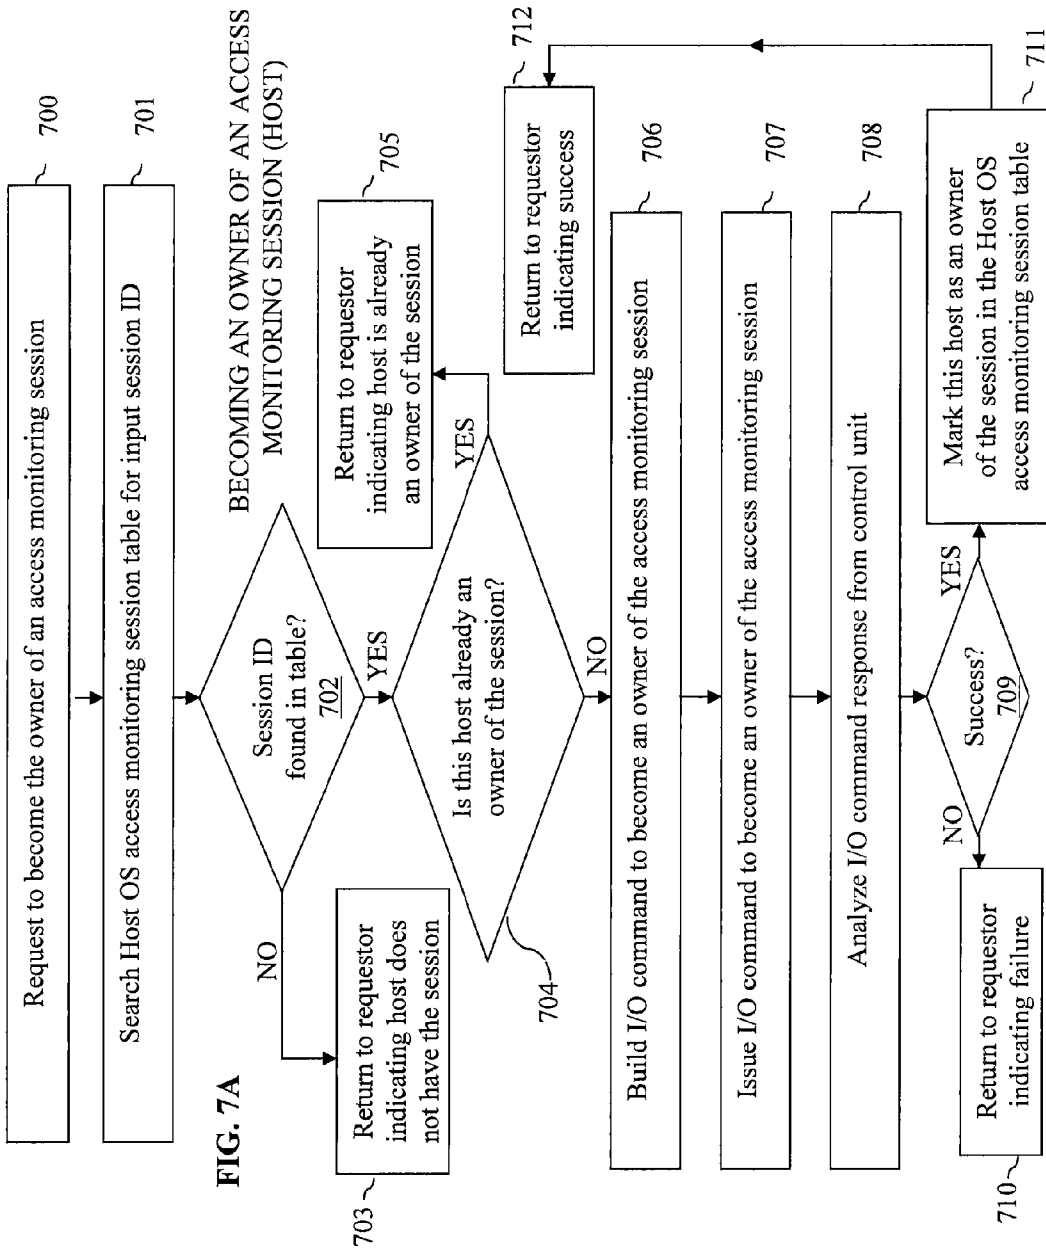 Request to become the owner of an access monitoring session
700
Search Host OS access monitoring session table for input session ID
701
FIG. 7A
BECOMING AN OWNER OF AN ACCESS
MONITORING SESSION (HOST)
Session ID
found in table?
702
NO
YES
Return to requestor
indicating host does
not have the session
703
Is this host already an
owner of the session?
704
YES
NO
Return to requestor
indicating host is already
an owner of the session
705
Build I/O command to become an owner of the access monitoring session
706
Issue I/O command to become an owner of the access monitoring session
707
Analyze I/O command response from control unit
708
Success?
709
NO
YES
Return to requestor
indicating failure
710
Mark this host as an owner
of the session in the Host OS
access monitoring session table
711
Return to requestor
indicating success
712